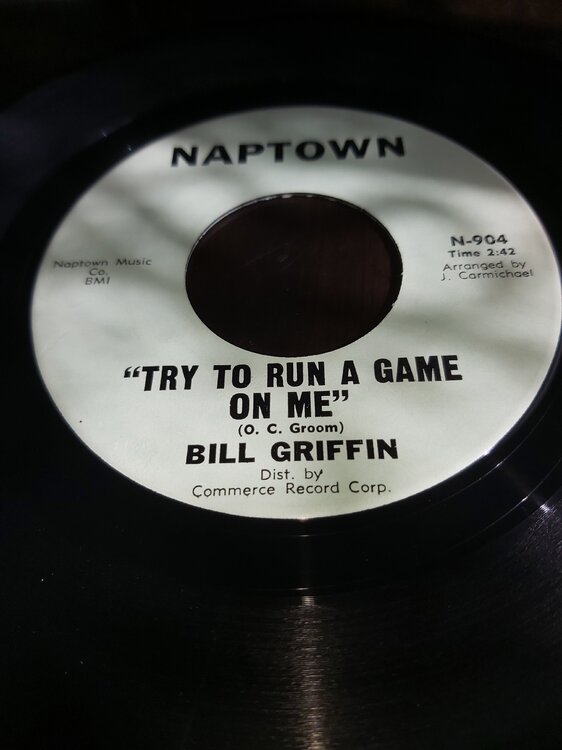 NAPTOWN
Naptown Music
Co.
BMI
N-904
Time 2:42
Arranged by
J. Carmichael
“TRY TO RUN A GAME
ON ME”
(O. C. Groom)
BILL GRIFFIN
Dist. by
Commerce Record Corp.